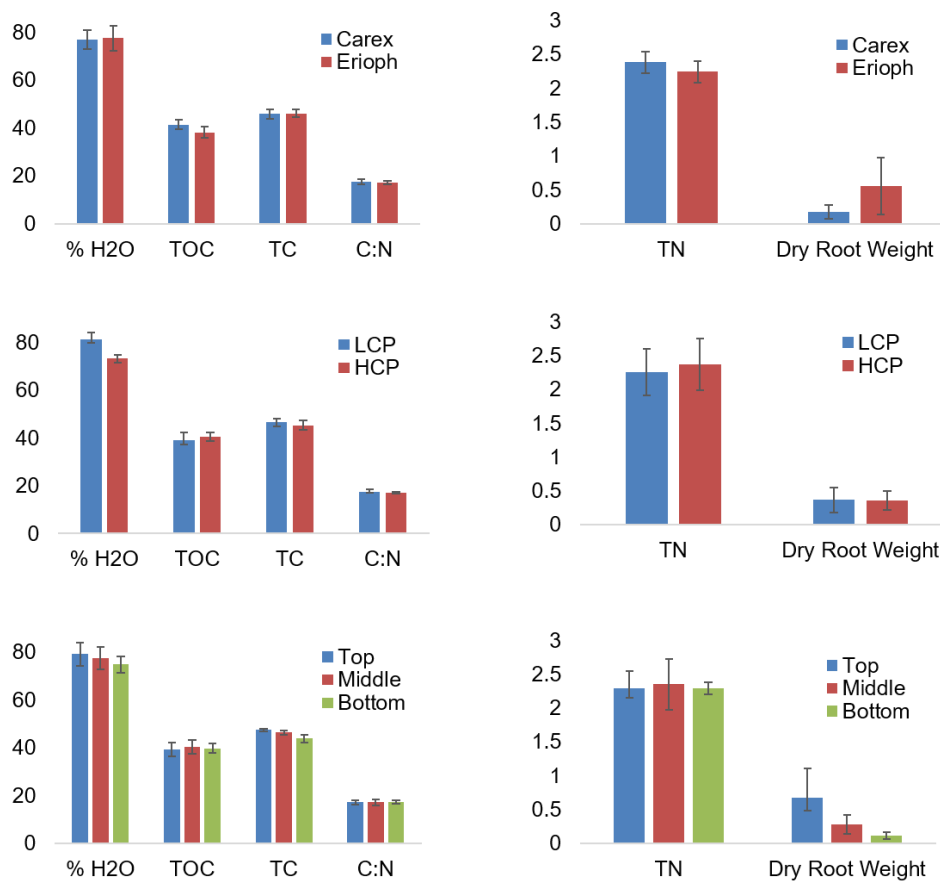 80
60
40
20
0
Carex
Erioph
% H2O TOC TC C:N
3
2.5
2
1.5
1
0.5
0
Carex
Erioph
TN Dry Root Weight
80
60
40
20
0
LCP
HCP
% H2O TOC TC C:N
3
2.5
2
1.5
1
0.5
0
LCP
HCP
TN Dry Root Weight
80
60
40
20
0
Top
Middle
Bottom
% H2O TOC TC C:N
3
2.5
2
1.5
1
0.5
0
Top
Middle
Bottom
TN Dry Root Weight